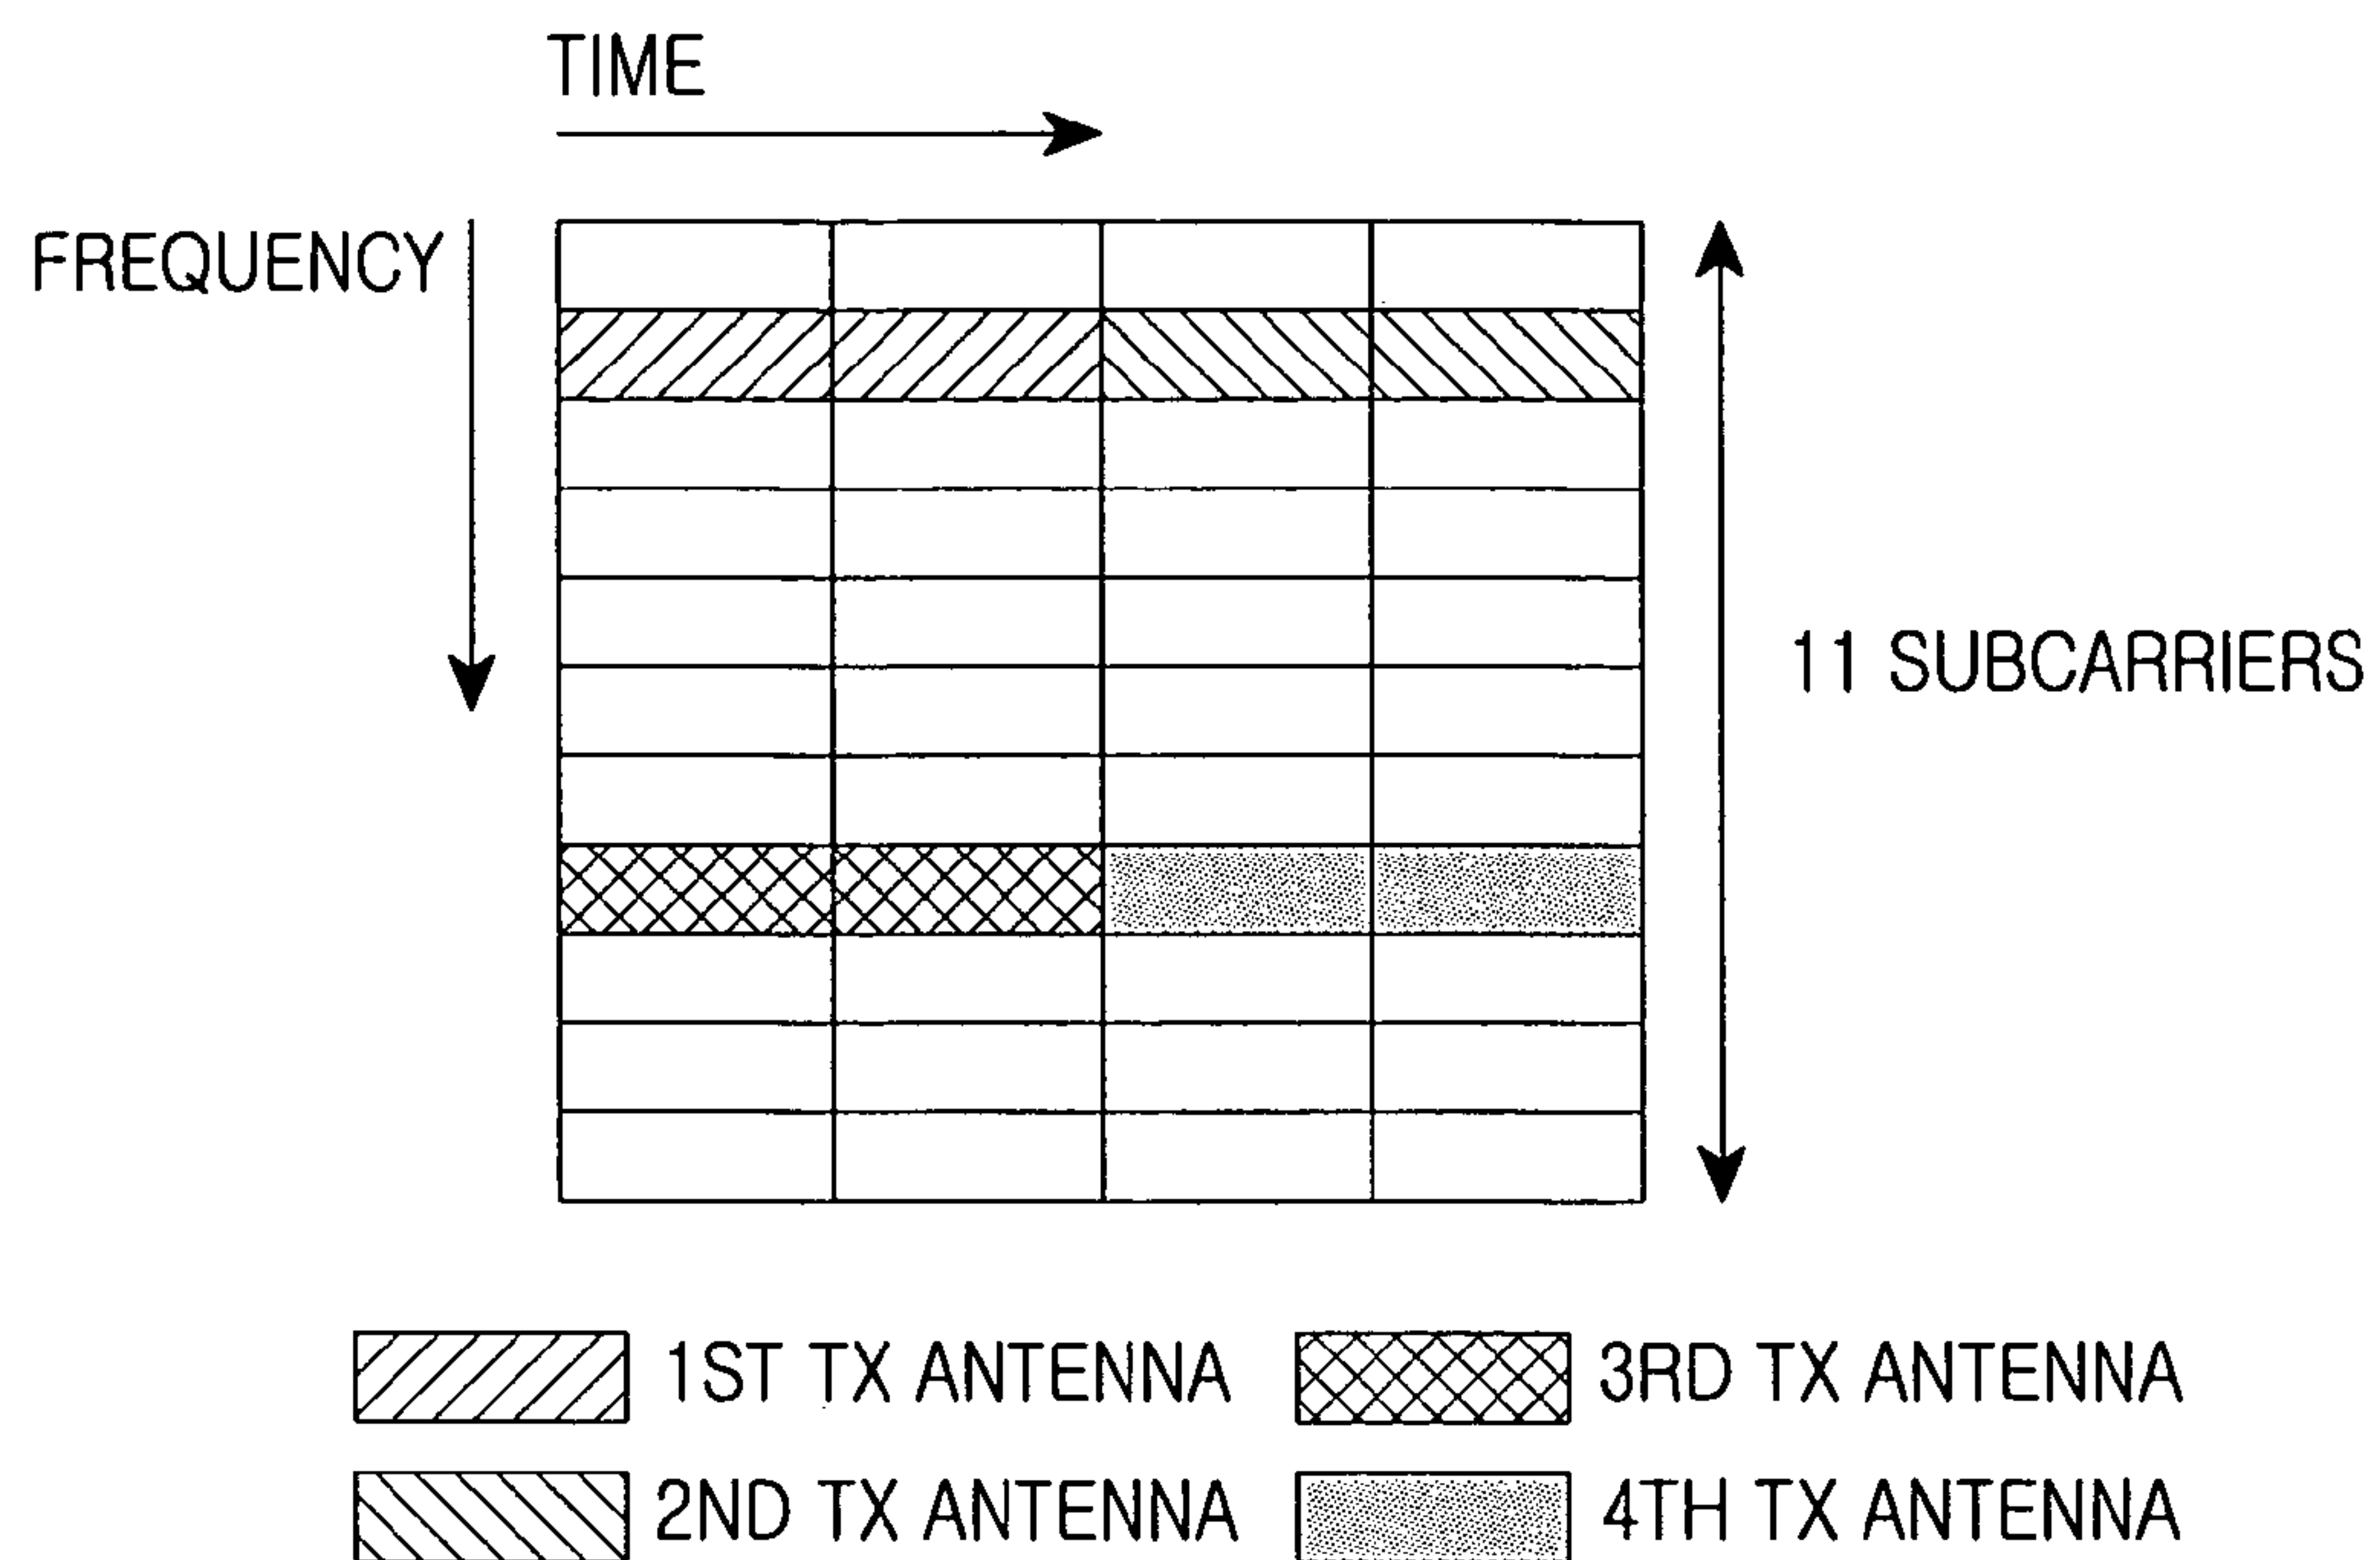 TIME
FREQUENCY
11 SUBCARRIERS
1ST TX ANTENNA
3RD TX ANTENNA
2ND TX ANTENNA
4TH TX ANTENNA